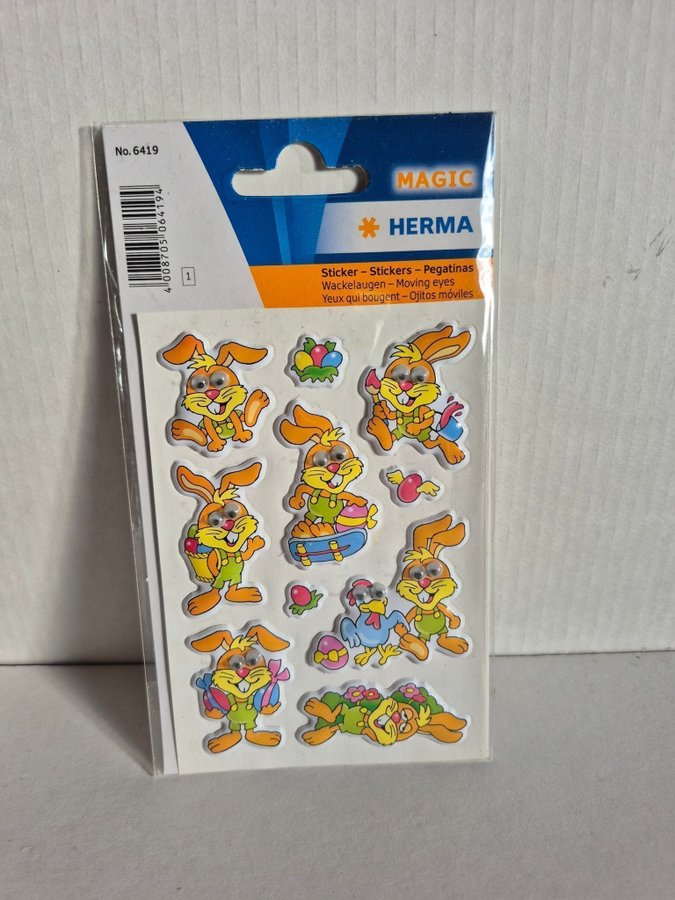 No. 6419
4 008705 064194
1
MAGIC
HERMA
Sticker – Stickers – Pegatinas
Wackelaugen – Moving eyes
Yeux qui bougent – Ojitos móviles